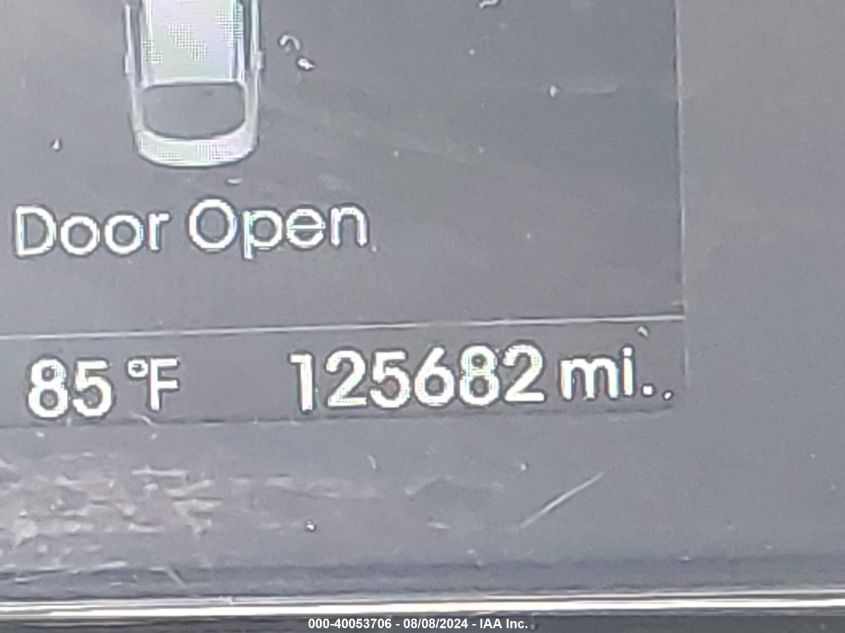 Door Open
85°F 125682 mi.
000-40053706 - 08/08/2024 - IAA Inc.